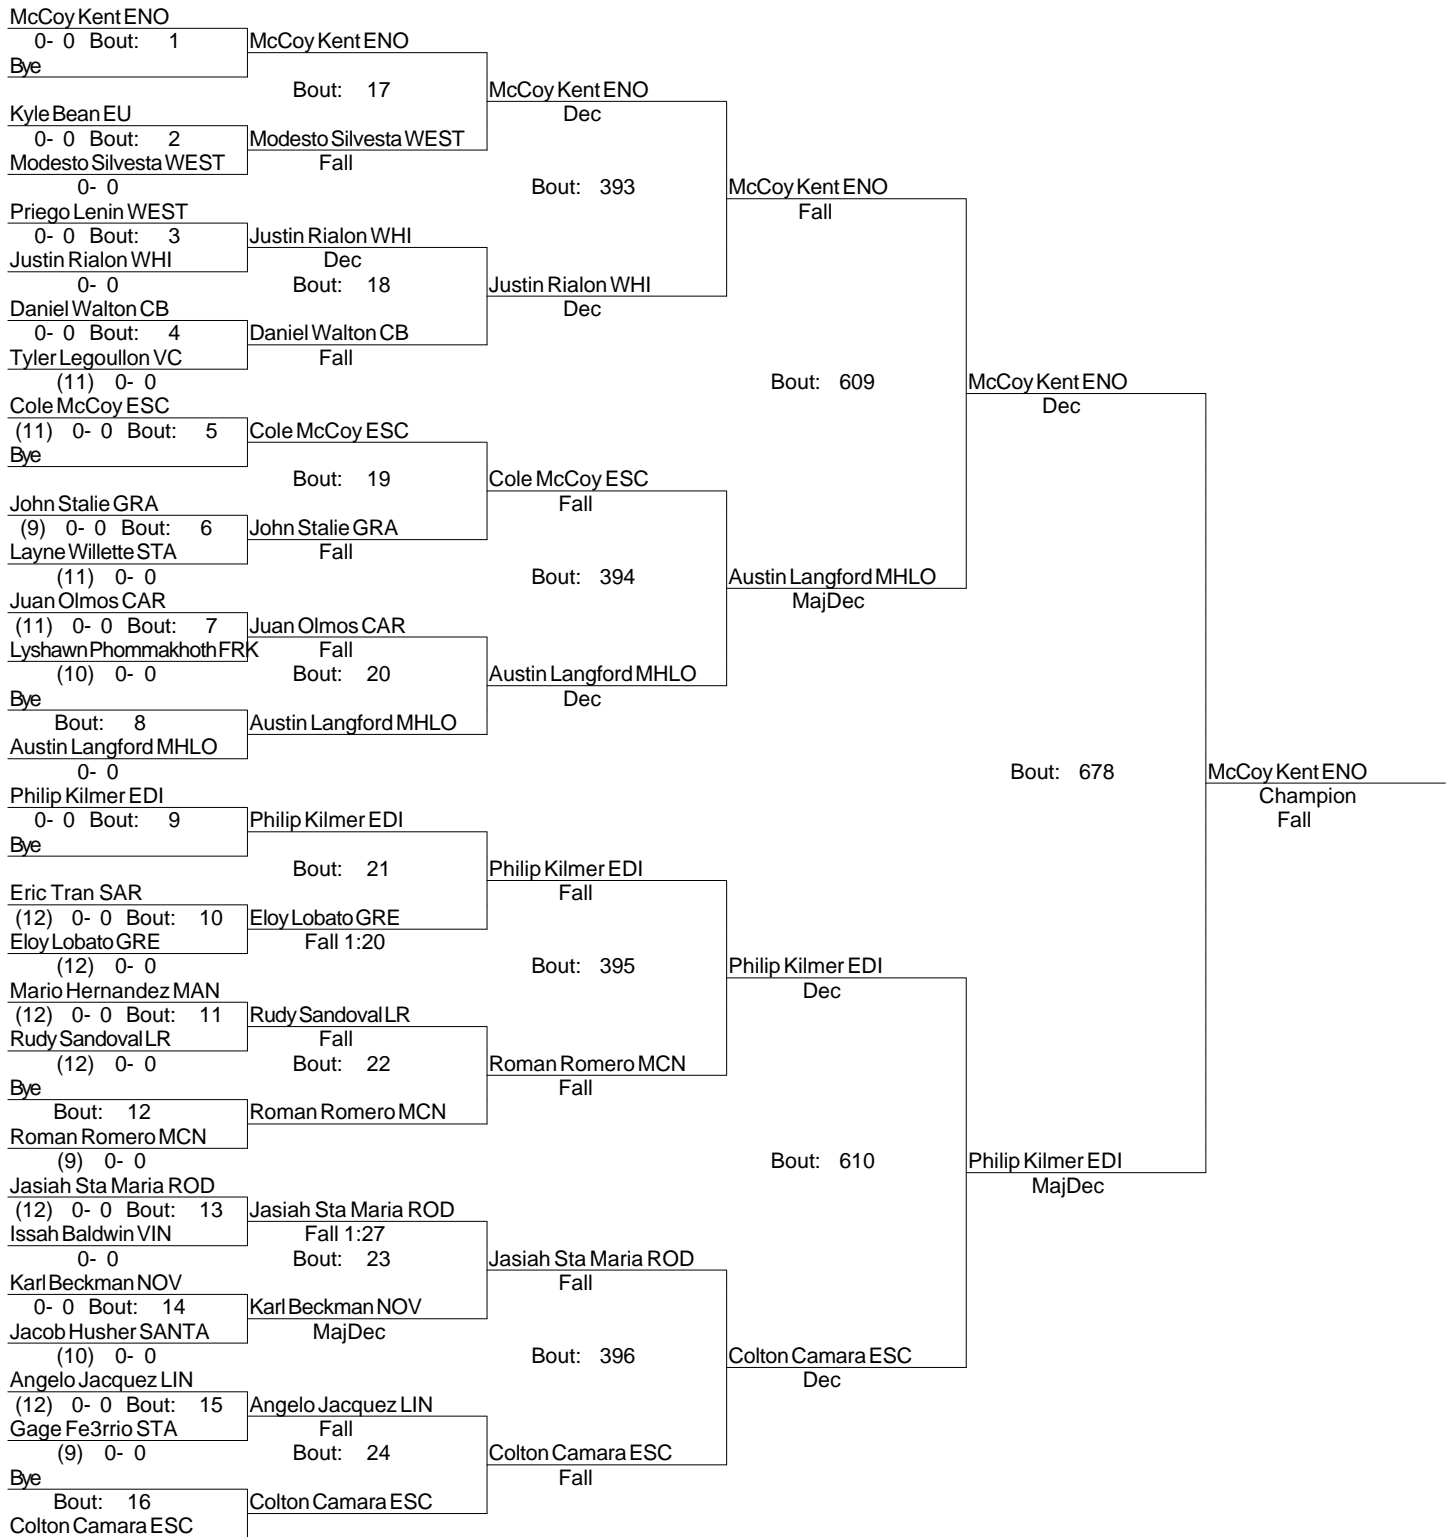 McCoy Kent ENO
0- 0 Bout: 1 McCoy Kent ENO
Bye
Bout: 17 McCoy Kent ENO
Kyle Bean EU Dec
0- 0 Bout: 2 Modesto Silvesta WEST
Modesto Silvesta WEST Fall
0- 0 Bout: 393 McCoy Kent ENO
Priego Lenin WEST Fall
0- 0 Bout: 3 Justin Rialon WHI
Justin Rialon WHI Dec
0- 0 Bout: 18 Justin Rialon WHI
Daniel Walton CB Dec
0- 0 Bout: 4 Daniel Walton CB
Tyler Legoullon VC Fall
(11) 0- 0 Bout: 609 McCoy Kent ENO
Cole McCoy ESC Dec
(11) 0- 0 Bout: 5 Cole McCoy ESC
Bye
Bout: 19 Cole McCoy ESC
John Stalie GRA Fall
(9) 0- 0 Bout: 6 John Stalie GRA
Layne Willette STA Fall
(11) 0- 0 Bout: 394 Austin Langford MHLO
Juan Olmos CAR MajDec
(11) 0- 0 Bout: 7 Juan Olmos CAR
Lyshawn Phommakhoth FRK Fall
(10) 0- 0 Bout: 20 Austin Langford MHLO
Bye Dec
Bout: 8 Austin Langford MHLO
Austin Langford MHLO
0- 0 Bout: 678 McCoy Kent ENO
Philip Kilmer EDI Champion
0- 0 Bout: 9 Philip Kilmer EDI Fall
Bye
Bout: 21 Philip Kilmer EDI
Eric Tran SAR Fall
(12) 0- 0 Bout: 10 Eloy Lobato GRE
Eloy Lobato GRE Fall 1:20
(12) 0- 0 Bout: 395 Philip Kilmer EDI
Mario Hernandez MAN Dec
(12) 0- 0 Bout: 11 Rudy Sandoval LR
Rudy Sandoval LR Fall
(12) 0- 0 Bout: 22 Roman Romero MCN
Bye Fall
Bout: 12 Roman Romero MCN
Roman Romero MCN
(9) 0- 0 Bout: 610 Philip Kilmer EDI
Jasiah Sta Maria ROD MajDec
(12) 0- 0 Bout: 13 Jasiah Sta Maria ROD
Issah Baldwin VIN Fall 1:27
0- 0 Bout: 23 Jasiah Sta Maria ROD
Karl Beckman NOV Fall
0- 0 Bout: 14 Karl Beckman NOV
Jacob Husher SANTA MajDec
(10) 0- 0 Bout: 396 Colton Camara ESC
Angelo Jacquez LIN Dec
(12) 0- 0 Bout: 15 Angelo Jacquez LIN
Gage Fe3rrio STA Fall
(9) 0- 0 Bout: 24 Colton Camara ESC
Bye Fall
Bout: 16 Colton Camara ESC
Colton Camara ESC